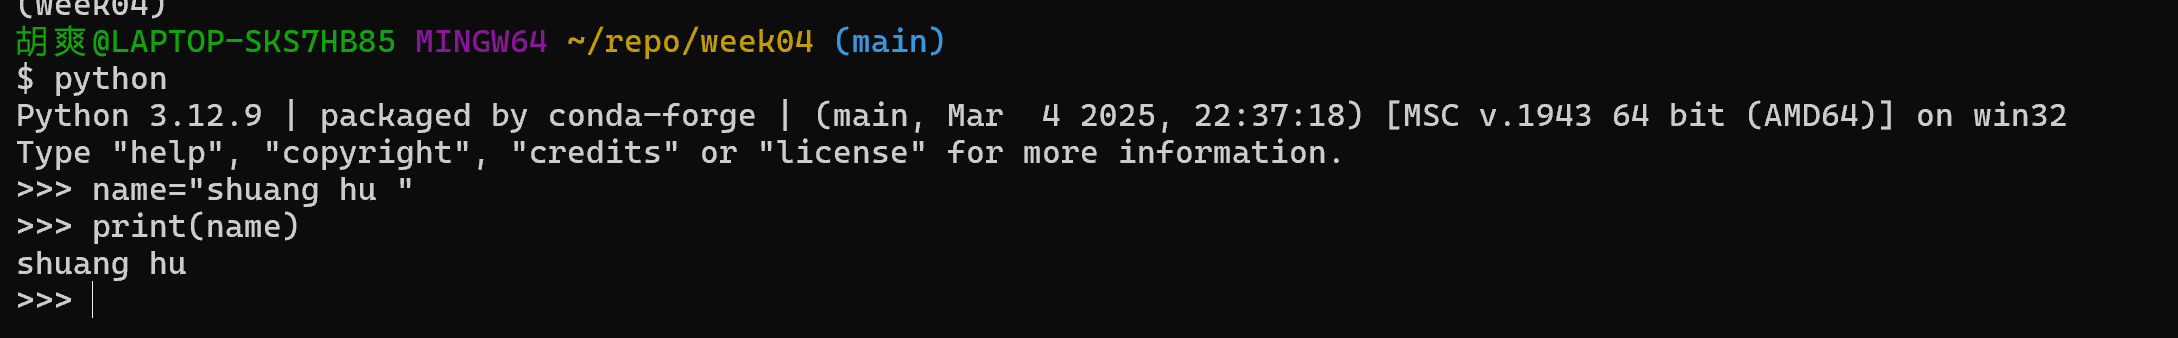 (week04)
胡爽@LAPTOP-SKS7HB85 MINGW64 ~/repo/week04 (main)
$ python
Python 3.12.9 | packaged by conda-forge | (main, Mar  4 2025, 22:37:18) [MSC v.1943 64 bit (AMD64)] on win32
Type "help", "copyright", "credits" or "license" for more information.
>>> name="shuang hu "
>>> print(name)
shuang hu
>>>